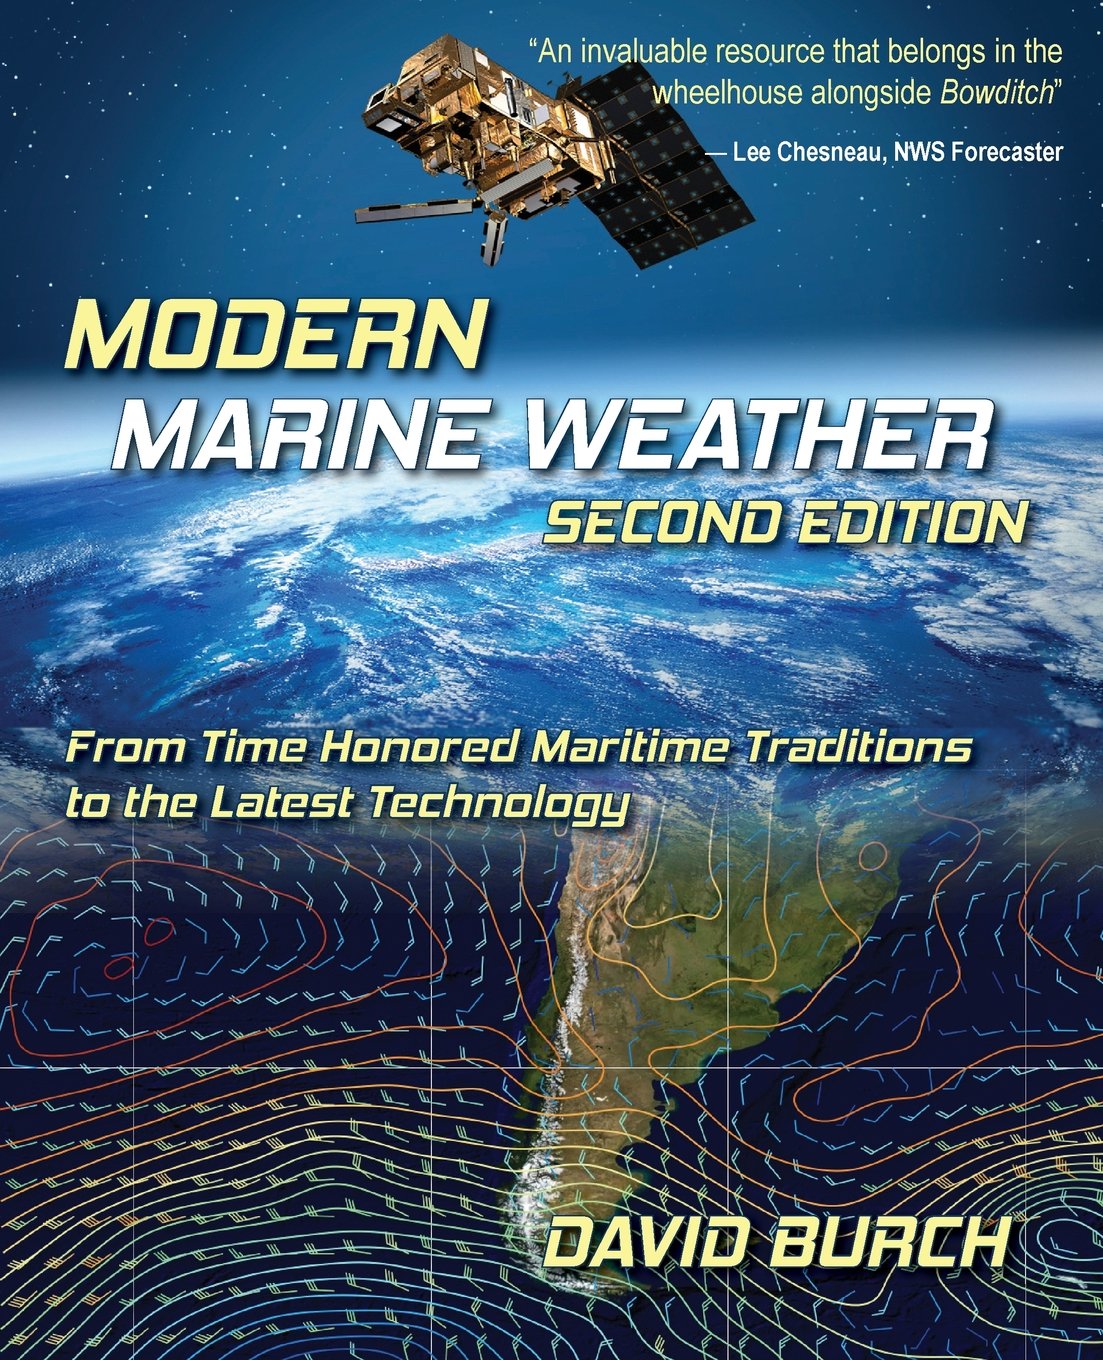 “An invaluable resource that belongs in the
wheelhouse alongside Bowditch”
— Lee Chesneau, NWS Forecaster
MODERN
MARINE WEATHER
SECOND EDITION
From Time Honored Maritime Traditions
to the Latest Technology
DAVID BURCH